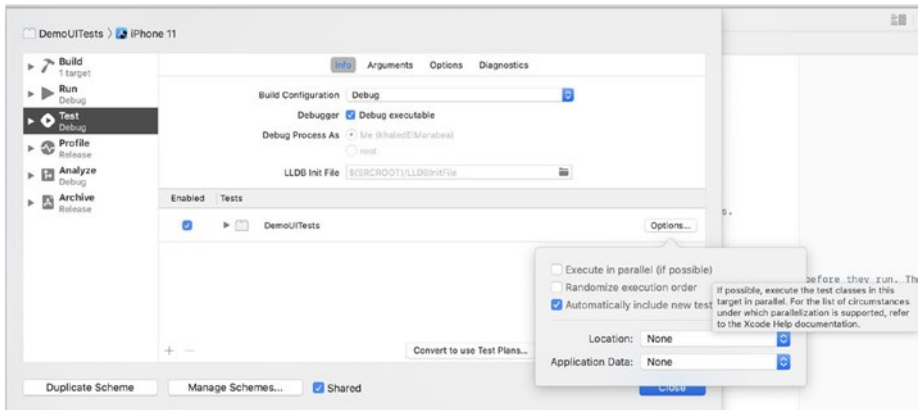 DemoUITests 〉 iPhone 11
Build
1 target
Info Arguments Options Diagnostics
Run
Debug
Build Configuration Debug
Test
Debug
Debugger Debug executable
Debug Process As Me (khaledElMorabea)
root
Profile
Release
LLDB Init File $(SRCROOT)/LLDBInitFile
Analyze
Debug
Archive
Release
Enabled Tests
s.
DemoUITests Options...
Execute in parallel (if possible)
Randomize execution order
before they run. The
Automatically include new test
If possible, execute the test classes in this
target in parallel. For the list of circumstances
under which parallelization is supported, refer
to the Xcode Help documentation.
Location: None
Application Data: None
+ − Convert to use Test Plans...
Duplicate Scheme Manage Schemes... Shared Close